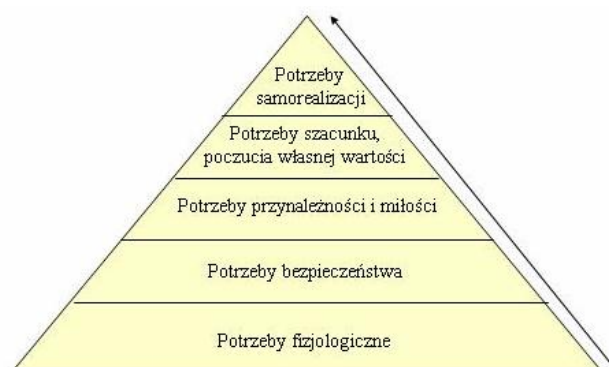 Potrzeby
samorealizacji
Potrzeby szacunku,
poczucia własnej wartości
Potrzeby przynależności i miłości
Potrzeby bezpieczeństwa
Potrzeby fizjologiczne